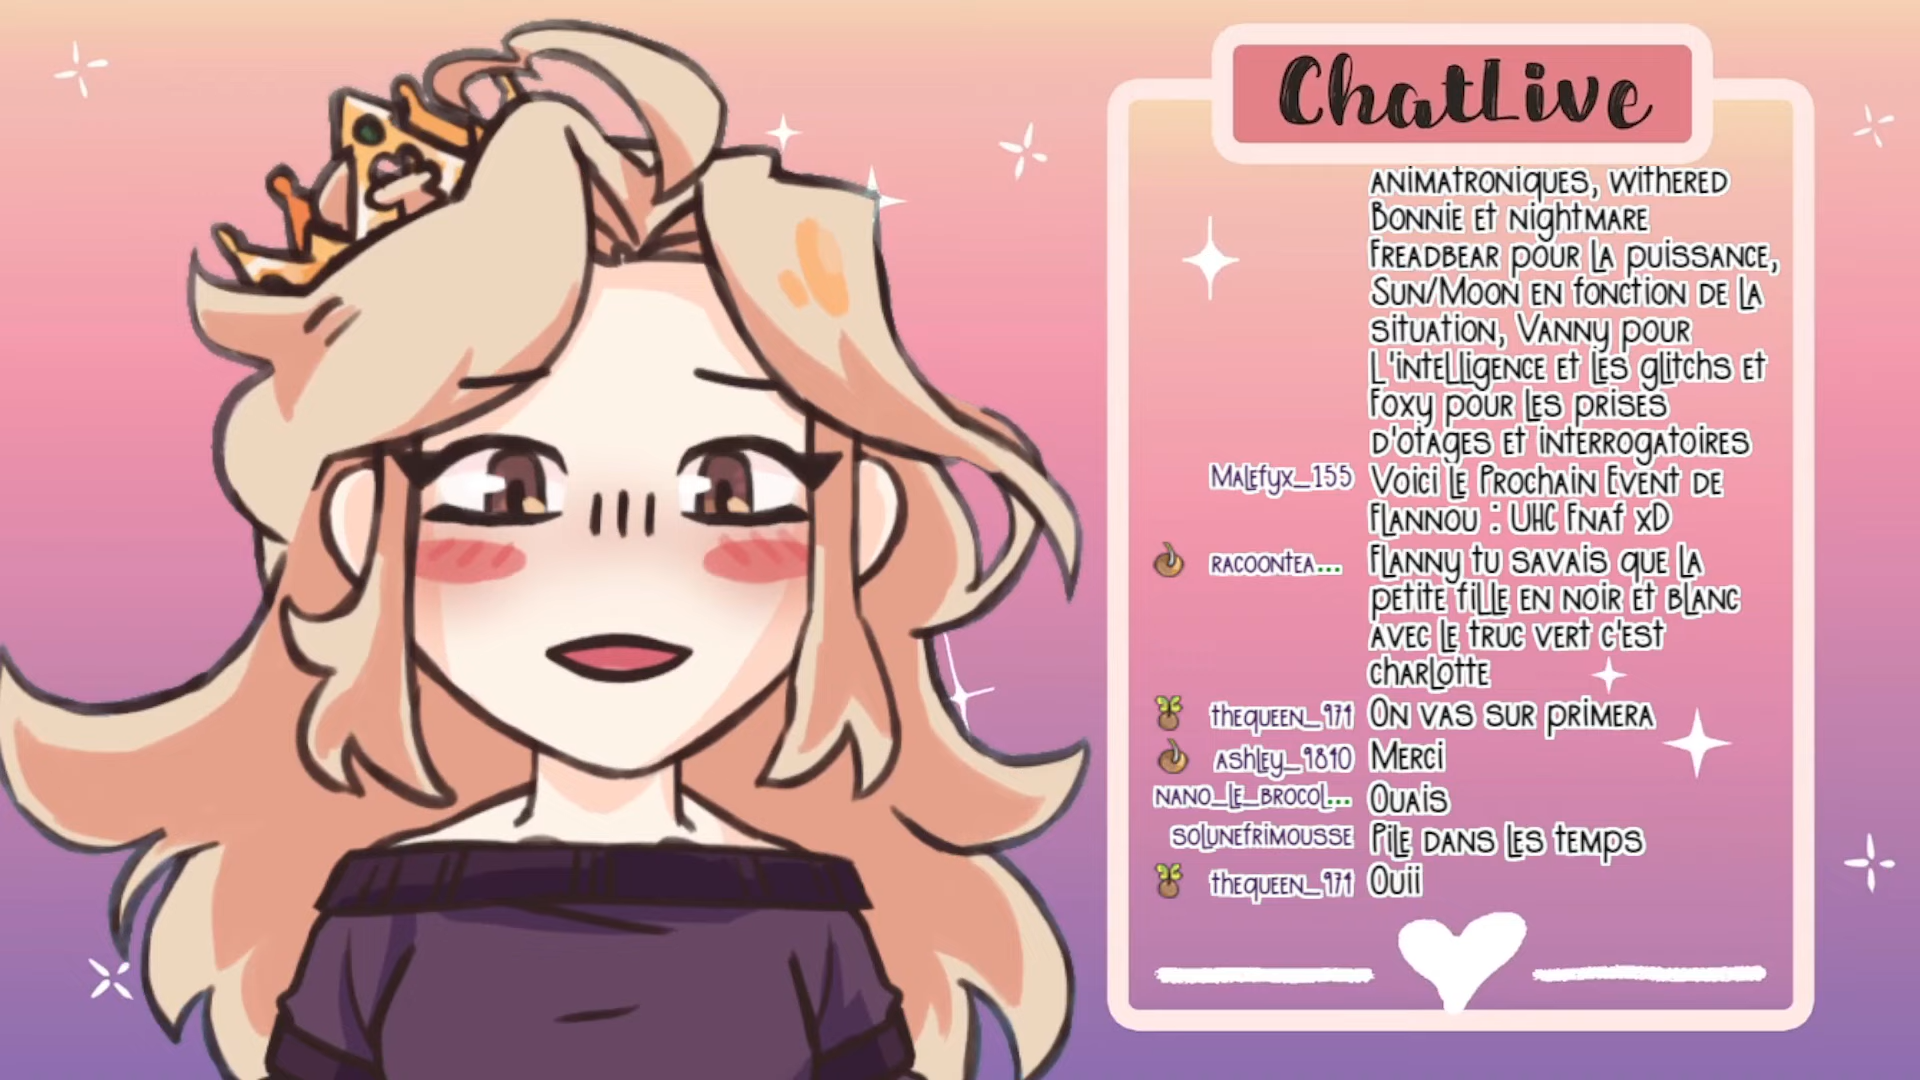 ChatLive
animatroniques, Withered
Bonnie et nightmare
Freadbear pour la puissance,
Sun/Moon en fonction de la
situation, Vanny pour
l'intelligence et les glitchs et
Foxy pour les prises
d'otages et interrogatoires
Malefyx_155 Voici le Prochain Event de
Flannou : UHC Fnaf xD
racoontea... Flanny tu savais que la
petite fille en noir et blanc
avec le truc vert c'est
charlotte
thequeen_971 On vas sur primera
ashley_9810 Merci
nano_le_brocol... Ouais
solunefrimousse Pile dans les temps
thequeen_971 Ouii